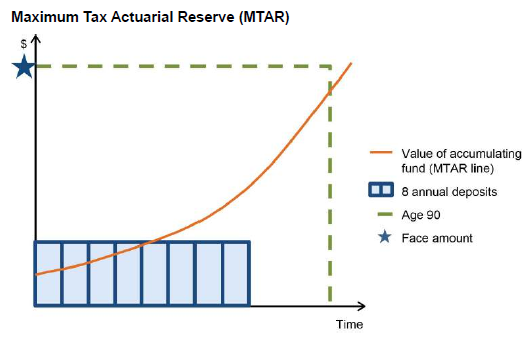 Maximum Tax Actuarial Reserve (MTAR)
$
Value of accumulating
fund (MTAR line)
8 annual deposits
Age 90
Face amount
Time